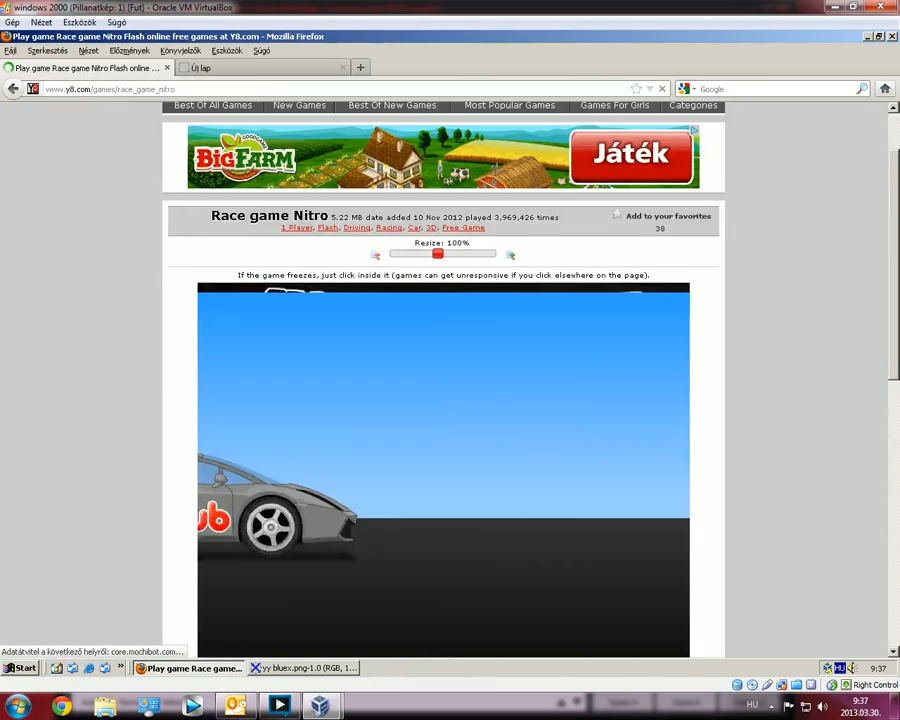 windows 2000 (Pillanatkép: 1) [Fut] - Oracle VM VirtualBox
Gép Nézet Eszközök Súgó
Play game Race game Nitro Flash online free games at Y8.com - Mozilla Firefox
Fájl Szerkesztés Nézet Előzmények Könyvjelzők Eszközök Súgó
Play game Race game Nitro Flash online ... Új lap
www.y8.com/games/race_game_nitro Google
Best Of All Games New Games Best Of New Games Most Popular Games Games For Girls Categories
GOODGAME
BIGFARM Játék
Race game Nitro 5.22 MB date added 10 Nov 2012 played 3,969,426 times Add to your favorites
1 Player, Flash, Driving, Racing, Car, 3D, Free Game 38
Resize: 100%
If the game freezes, just click inside it (games can get unresponsive if you click elsewhere on the page).
ub
Adatátvitel a következő helyről: core.mochibot.com...
Start Play game Race game... yy bluex.png-1.0 (RGB, 1... HU 9:37
Right Control
HU 9:37
2013.03.30.